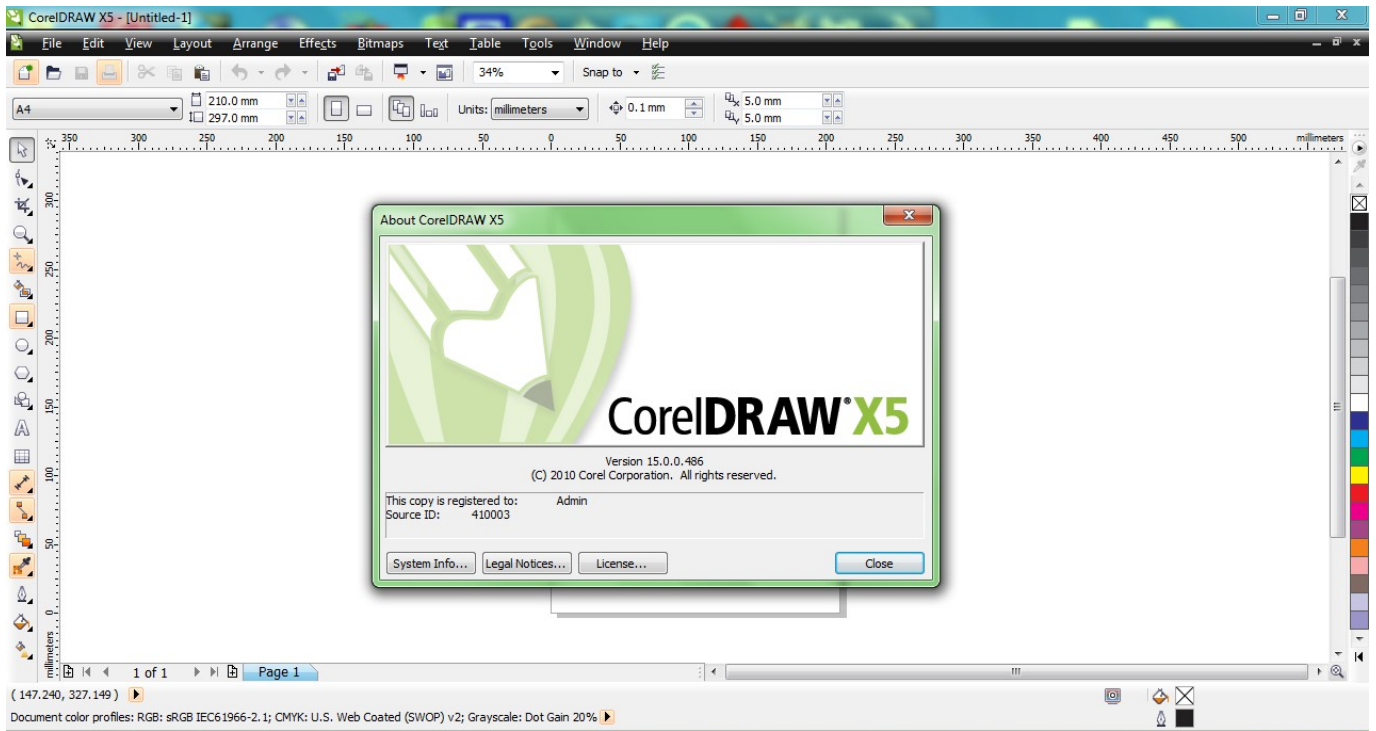 CorelDRAW X5 - [Untitled-1]
File Edit View Layout Arrange Effects Bitmaps Text Table Tools Window Help
34% Snap to
A4 210.0 mm 297.0 mm Units: millimeters 0.1 mm 5.0 mm 5.0 mm
350 300 250 200 150 100 50 0 50 100 150 200 250 300 350 400 450 500 millimeters
300
250
200
150
100
50
0
millimeters
About CorelDRAW X5
CorelDRAW® X5
Version 15.0.0.486
(C) 2010 Corel Corporation. All rights reserved.
This copy is registered to: Admin
Source ID: 410003
System Info... Legal Notices... License... Close
1 of 1 Page 1
( 147.240, 327.149 )
Document color profiles: RGB: sRGB IEC61966-2.1; CMYK: U.S. Web Coated (SWOP) v2; Grayscale: Dot Gain 20%